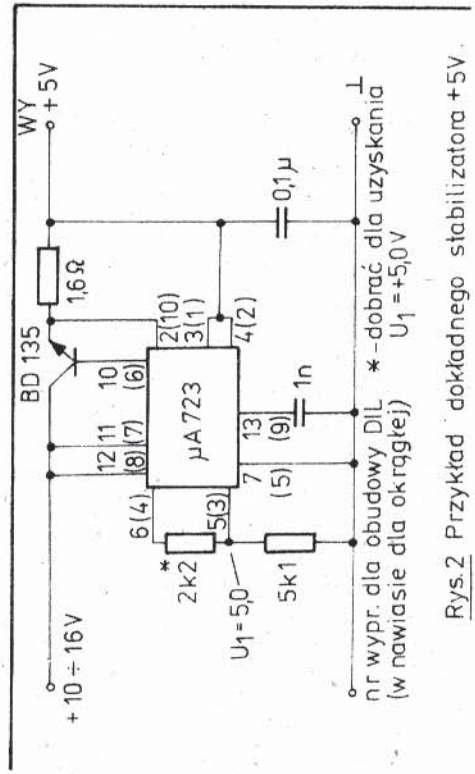 +10÷16V
BD 135
1,6Ω
WY
+5V
12 11
(8) (7)
10
(6)
2(10)
3(1)
4(2)
6(4)
5(3)
µA 723
7
(5)
13
(9)
*
2k2
U1=5,0
5k1
1n
0,1µ
⊥
nr wypr. dla obudowy DIL
(w nawiasie dla okrągłej)
*-dobrać dla uzyskania
U1=+5,0V
Rys.2 Przykład dokładnego stabilizatora +5V.